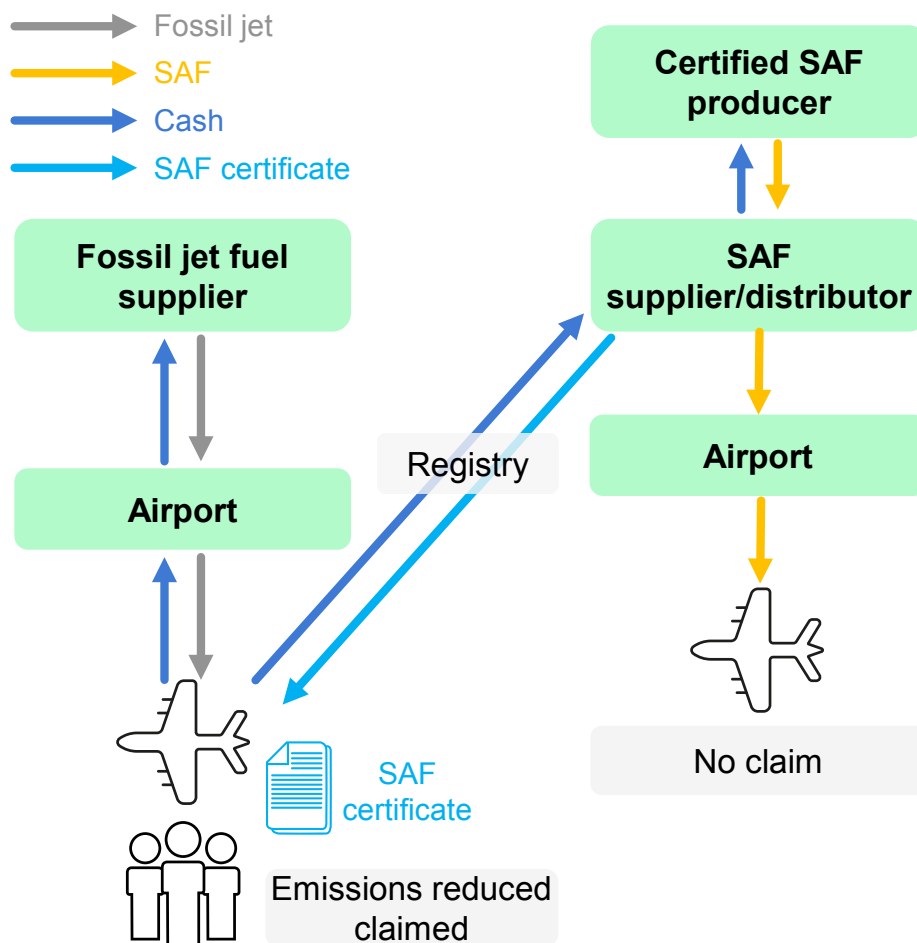 Fossil jet
SAF
Cash
SAF certificate
Certified SAF
producer
Fossil jet fuel
supplier
SAF
supplier/distributor
Registry
Airport
Airport
No claim
SAF
certificate
Emissions reduced
claimed